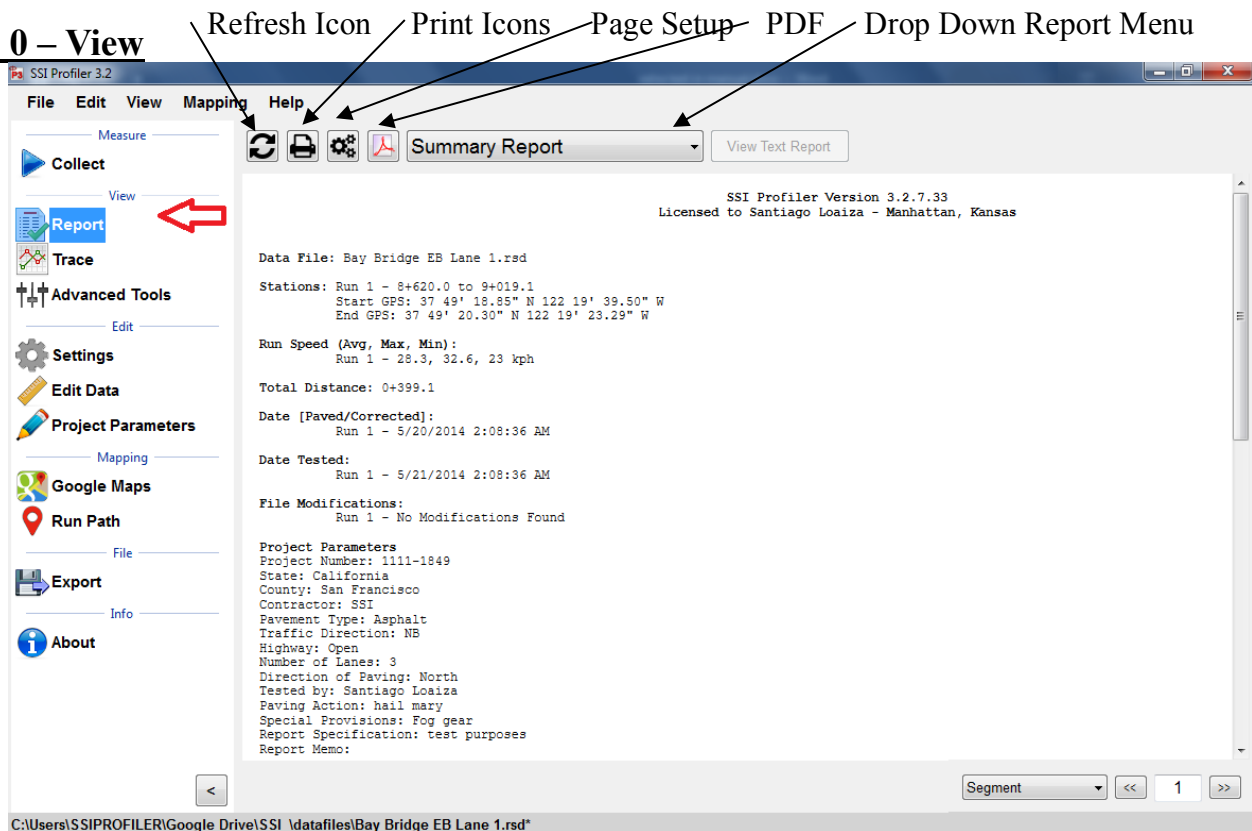 Refresh Icon Print Icons Page Setup PDF Drop Down Report Menu
0 – View
Ps SSI Profiler 3.2
File Edit View Mapping Help
Measure
Collect
View
Report
Trace
Advanced Tools
Edit
Settings
Edit Data
Project Parameters
Mapping
Google Maps
Run Path
File
Export
Info
About
<
Summary Report View Text Report
SSI Profiler Version 3.2.7.33
Licensed to Santiago Loaiza - Manhattan, Kansas
Data File: Bay Bridge EB Lane 1.rsd
Stations: Run 1 - 8+620.0 to 9+019.1
Start GPS: 37 49' 18.85" N 122 19' 39.50" W
End GPS: 37 49' 20.30" N 122 19' 23.29" W
Run Speed (Avg, Max, Min):
Run 1 - 28.3, 32.6, 23 kph
Total Distance: 0+399.1
Date [Paved/Corrected]:
Run 1 - 5/20/2014 2:08:36 AM
Date Tested:
Run 1 - 5/21/2014 2:08:36 AM
File Modifications:
Run 1 - No Modifications Found
Project Parameters
Project Number: 1111-1849
State: California
County: San Francisco
Contractor: SSI
Pavement Type: Asphalt
Traffic Direction: NB
Highway: Open
Number of Lanes: 3
Direction of Paving: North
Tested by: Santiago Loaiza
Paving Action: hail mary
Special Provisions: Fog gear
Report Specification: test purposes
Report Memo:
Segment << 1 >>
C:\Users\SSIPROFILER\Google Drive\SSI_\datafiles\Bay Bridge EB Lane 1.rsd*